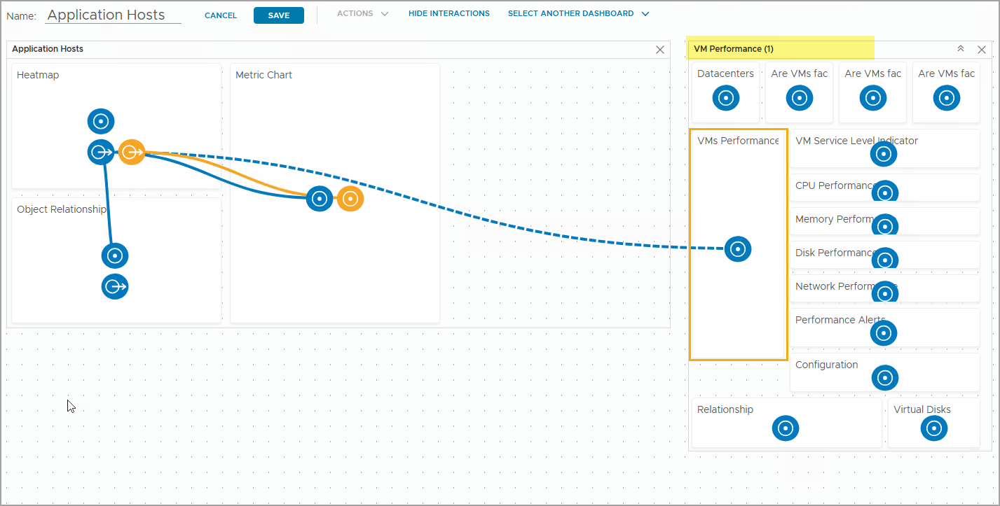 Name: Application Hosts CANCEL SAVE ACTIONS HIDE INTERACTIONS SELECT ANOTHER DASHBOARD
Application Hosts
Heatmap
Metric Chart
Object Relationship
VM Performance (1)
Datacenters
Are VMs fac
Are VMs fac
Are VMs fac
VMs Performance
VM Service Level Indicator
CPU Performance
Memory Perform
Disk Performance
Network Perform
Performance Alerts
Configuration
Relationship
Virtual Disks